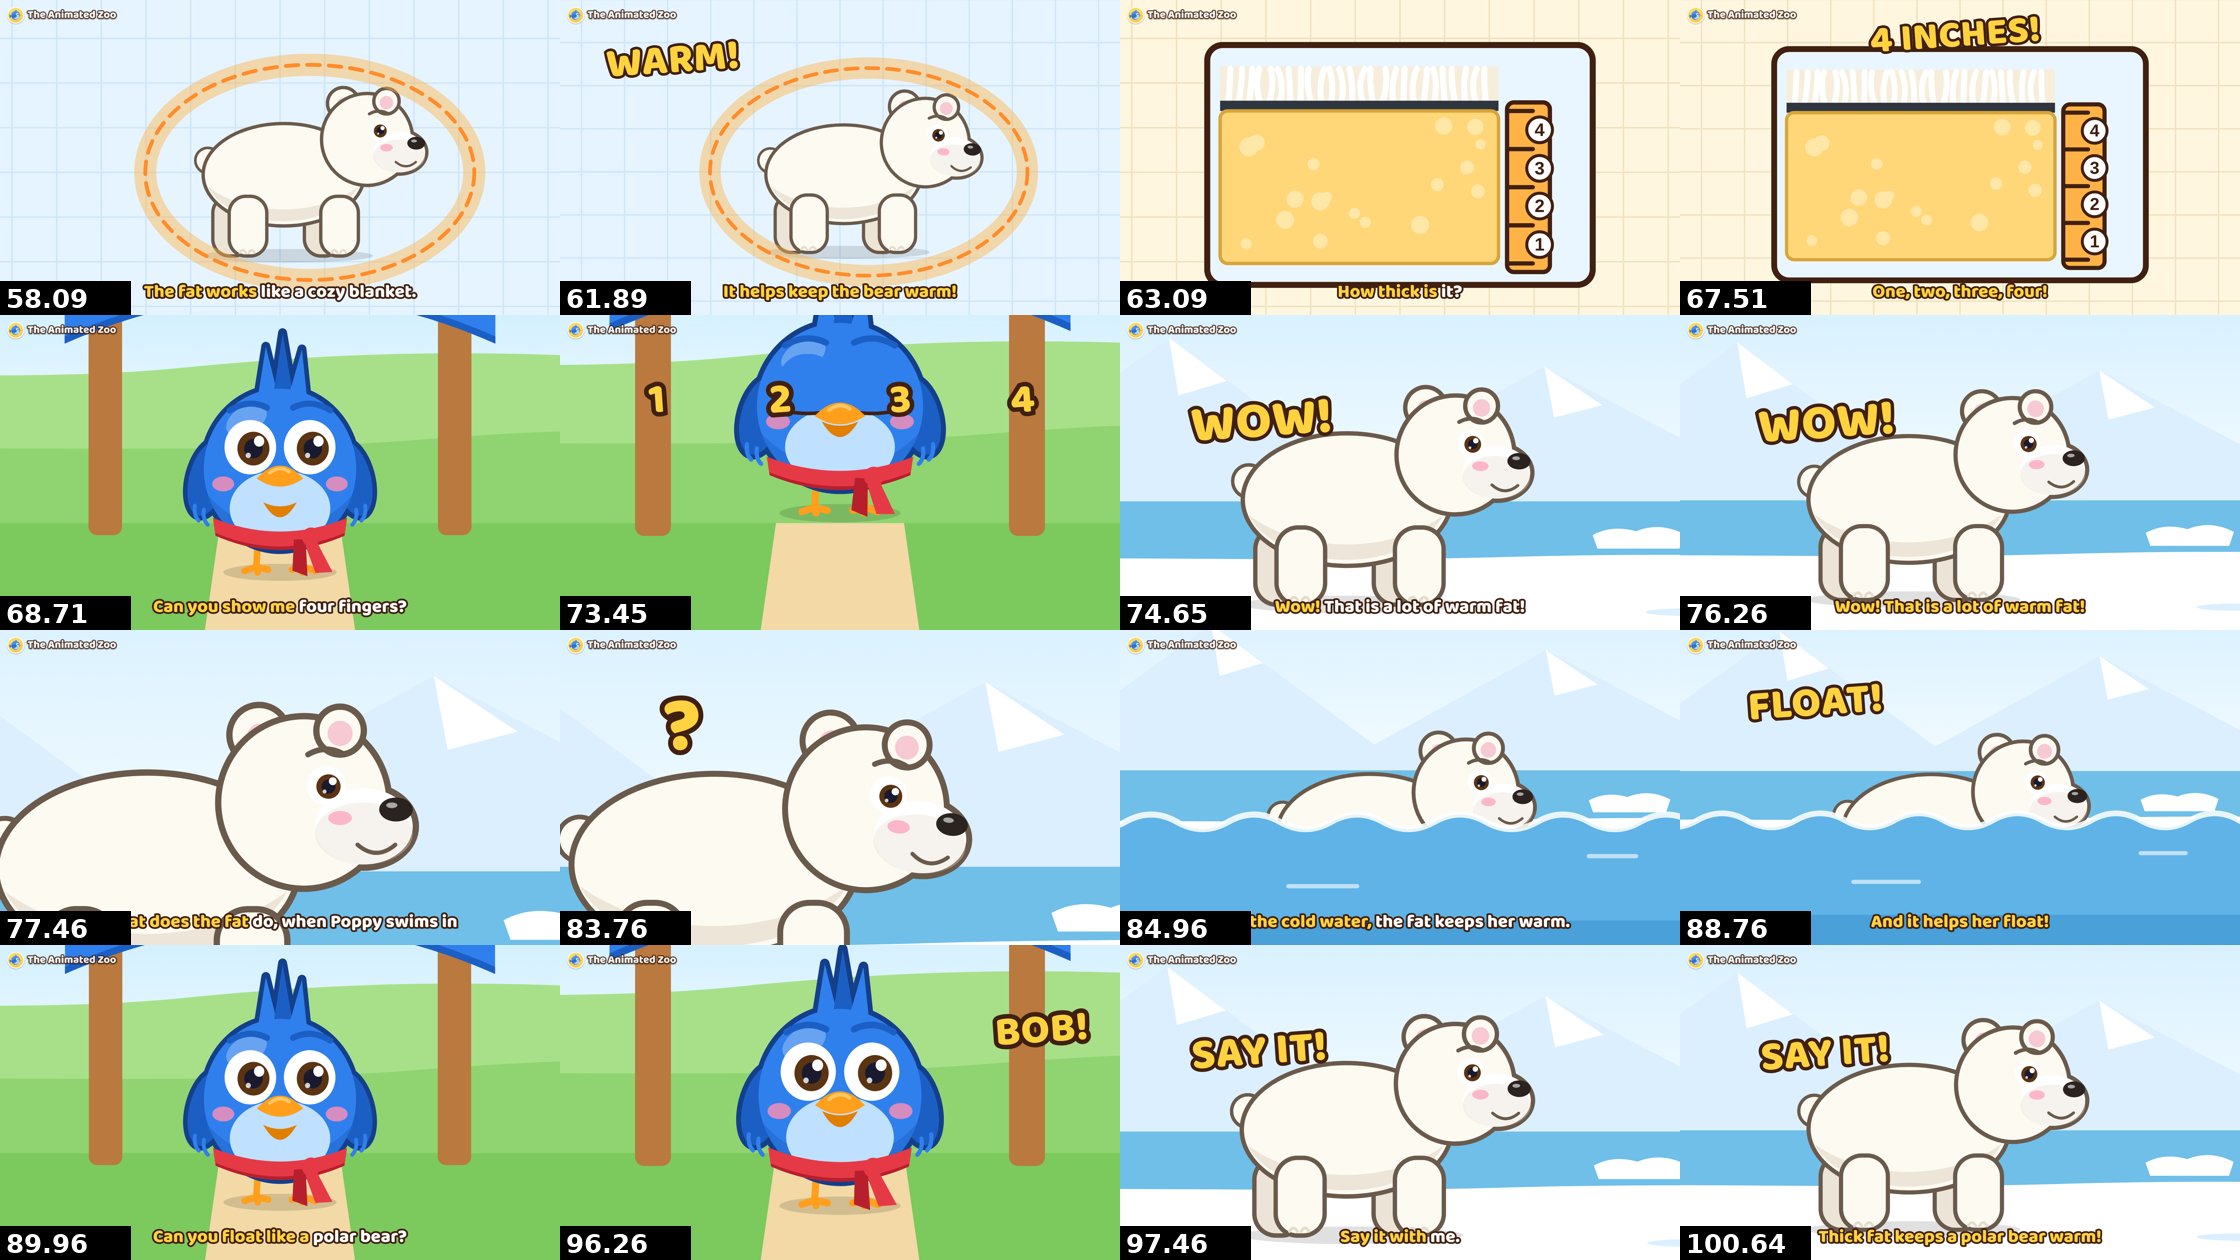 The Animated Zoo
The fat works like a cozy blanket.
58.09
The Animated Zoo
WARM!
It helps keep the bear warm!
61.89
The Animated Zoo
4
3
2
1
How thick is it?
63.09
The Animated Zoo
4 INCHES!
4
3
2
1
One, two, three, four!
67.51
The Animated Zoo
Can you show me four fingers?
68.71
The Animated Zoo
1 2 3 4
73.45
The Animated Zoo
WOW!
Wow! That is a lot of warm fat!
74.65
The Animated Zoo
WOW!
Wow! That is a lot of warm fat!
76.26
The Animated Zoo
at does the fat do, when Poppy swims in
77.46
The Animated Zoo
?
83.76
The Animated Zoo
the cold water, the fat keeps her warm.
84.96
The Animated Zoo
FLOAT!
And it helps her float!
88.76
The Animated Zoo
Can you float like a polar bear?
89.96
The Animated Zoo
BOB!
96.26
The Animated Zoo
SAY IT!
Say it with me.
97.46
The Animated Zoo
SAY IT!
Thick fat keeps a polar bear warm!
100.64